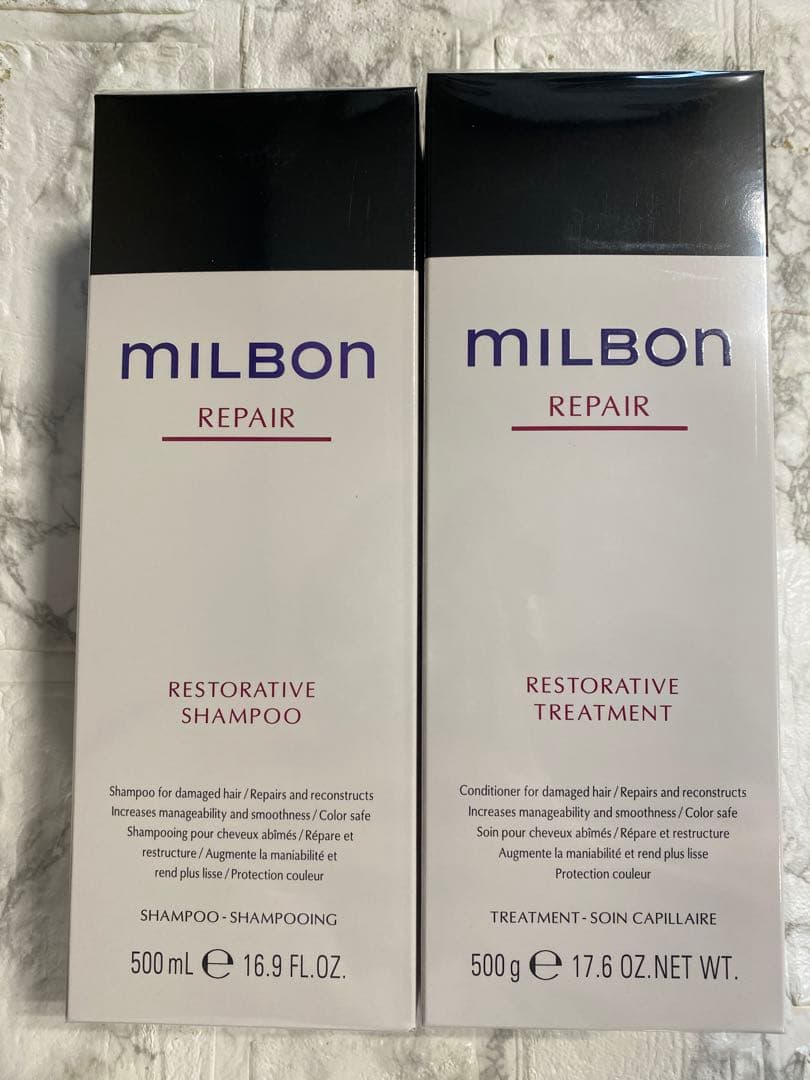 MILBON
REPAIR
RESTORATIVE
SHAMPOO
Shampoo for damaged hair / Repairs and reconstructs
Increases manageability and smoothness / Color safe
Shampooing pour cheveux abîmés / Répare et
restructure / Augmente la maniabilité et
rend plus lisse / Protection couleur
SHAMPOO - SHAMPOOING
500 mL e 16.9 FL.OZ.
MILBON
REPAIR
RESTORATIVE
TREATMENT
Conditioner for damaged hair / Repairs and reconstructs
Increases manageability and smoothness / Color safe
Soin pour cheveux abîmés / Répare et restructure
Augmente la maniabilité et rend plus lisse
Protection couleur
TREATMENT - SOIN CAPILLAIRE
500 g e 17.6 OZ.NET WT.